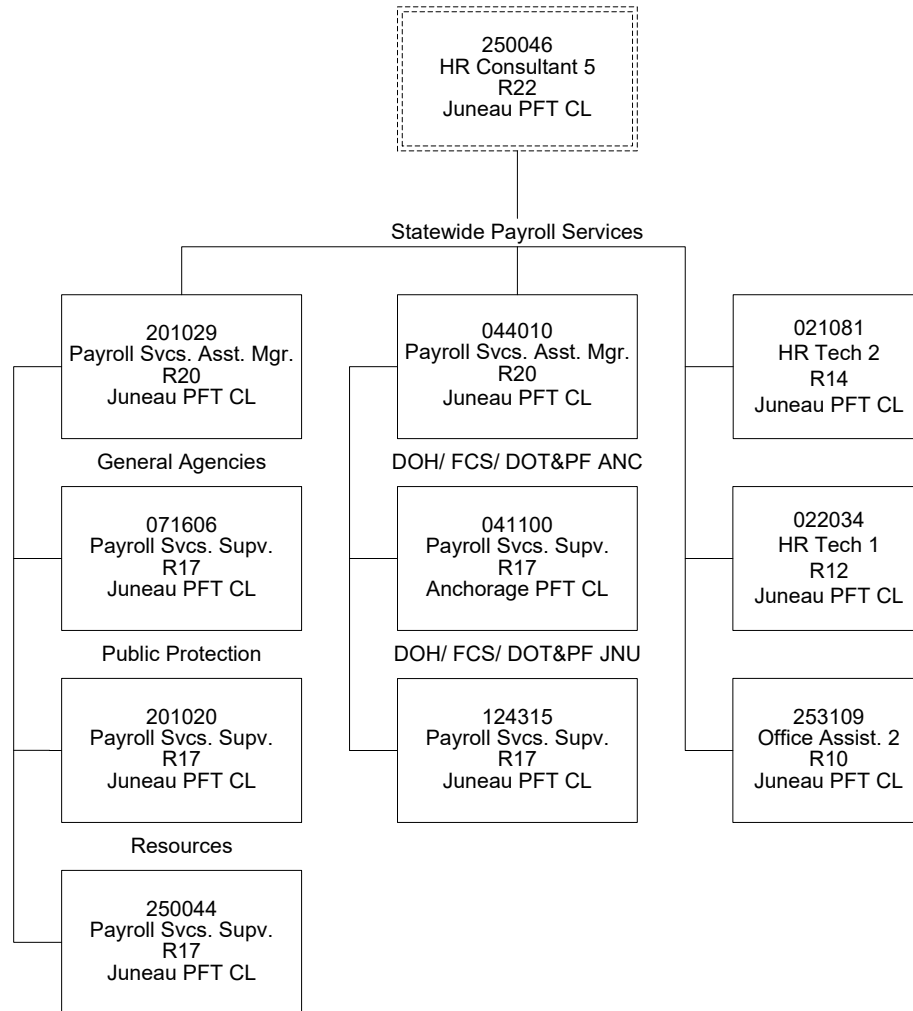 250046
HR Consultant 5
R22
Juneau PFT CL
Statewide Payroll Services
201029
Payroll Svcs. Asst. Mgr.
R20
Juneau PFT CL
General Agencies
071606
Payroll Svcs. Supv.
R17
Juneau PFT CL
Public Protection
201020
Payroll Svcs. Supv.
R17
Juneau PFT CL
Resources
250044
Payroll Svcs. Supv.
R17
Juneau PFT CL
044010
Payroll Svcs. Asst. Mgr.
R20
Juneau PFT CL
DOH/ FCS/ DOT&PF ANC
041100
Payroll Svcs. Supv.
R17
Anchorage PFT CL
DOH/ FCS/ DOT&PF JNU
124315
Payroll Svcs. Supv.
R17
Juneau PFT CL
021081
HR Tech 2
R14
Juneau PFT CL
022034
HR Tech 1
R12
Juneau PFT CL
253109
Office Assist. 2
R10
Juneau PFT CL